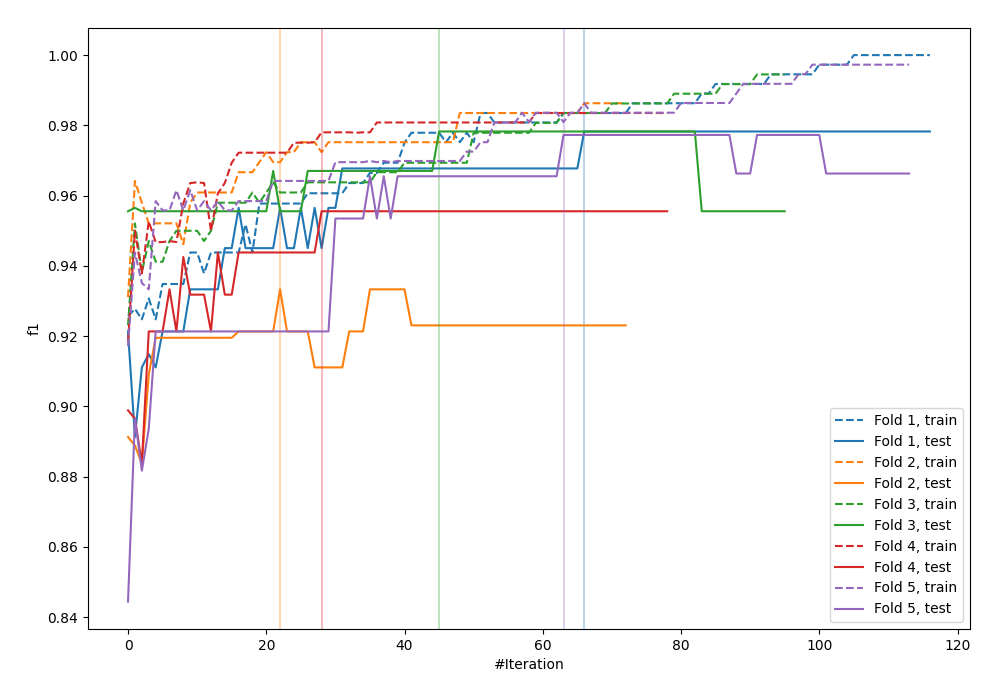 1.00
0.98
0.96
0.94
0.92
0.90
0.88
0.86
0.84
f1
0 20 40 60 80 100 120
#Iteration
Fold 1, train
Fold 1, test
Fold 2, train
Fold 2, test
Fold 3, train
Fold 3, test
Fold 4, train
Fold 4, test
Fold 5, train
Fold 5, test